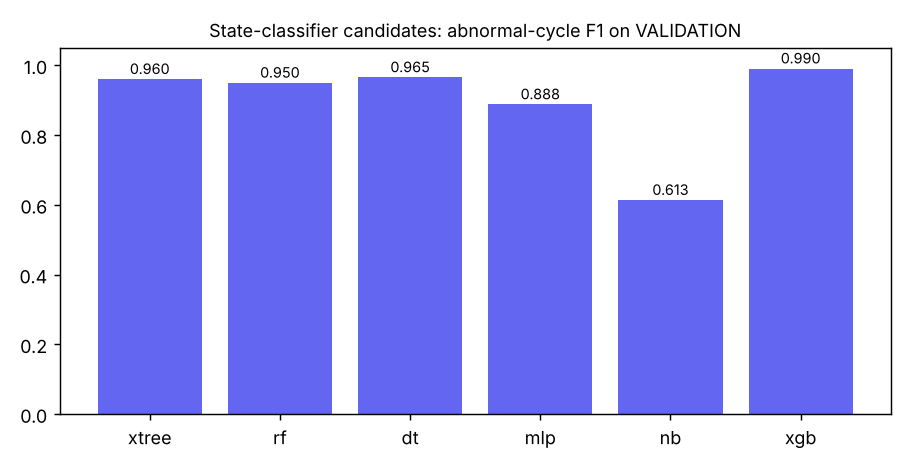 State-classifier candidates: abnormal-cycle F1 on VALIDATION
1.0
0.8
0.6
0.4
0.2
0.0
0.960
0.950
0.965
0.888
0.613
0.990
xtree
rf
dt
mlp
nb
xgb